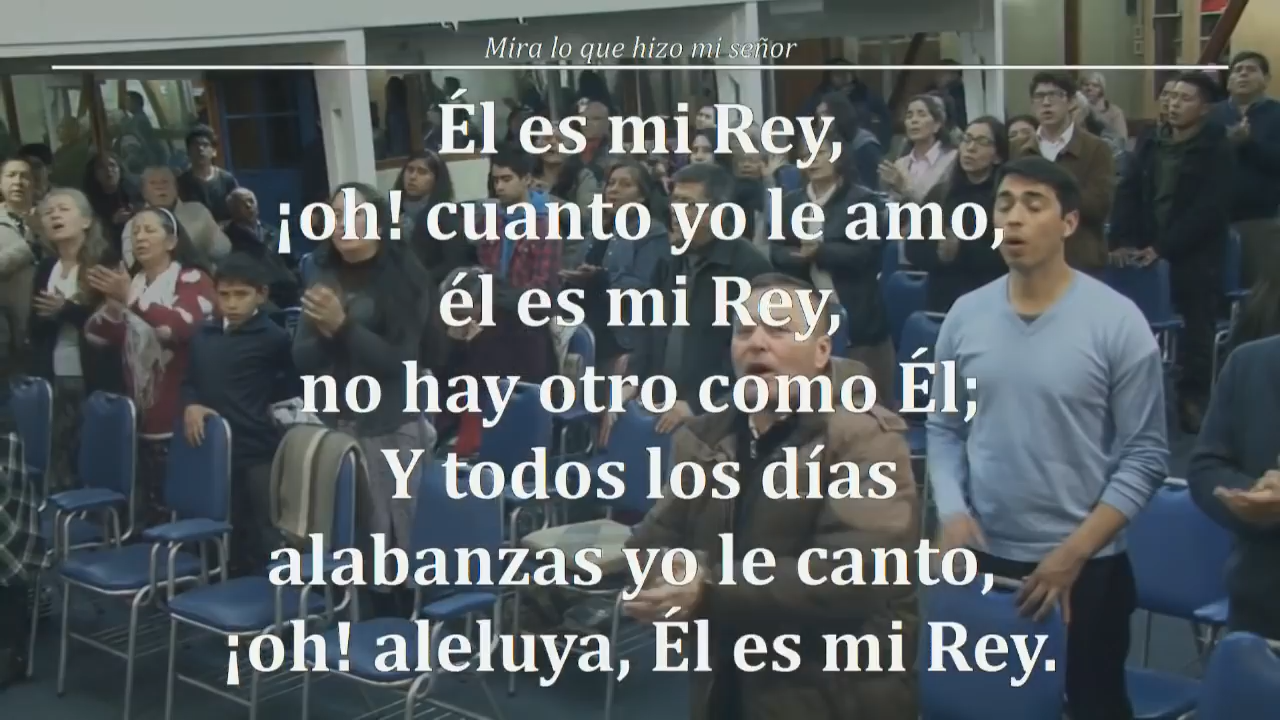 Mira lo que hizo mi señor
Él es mi Rey,
¡oh! cuanto yo le amo,
él es mi Rey,
no hay otro como Él;
Y todos los días
alabanzas yo le canto,
¡oh! aleluya, Él es mi Rey.